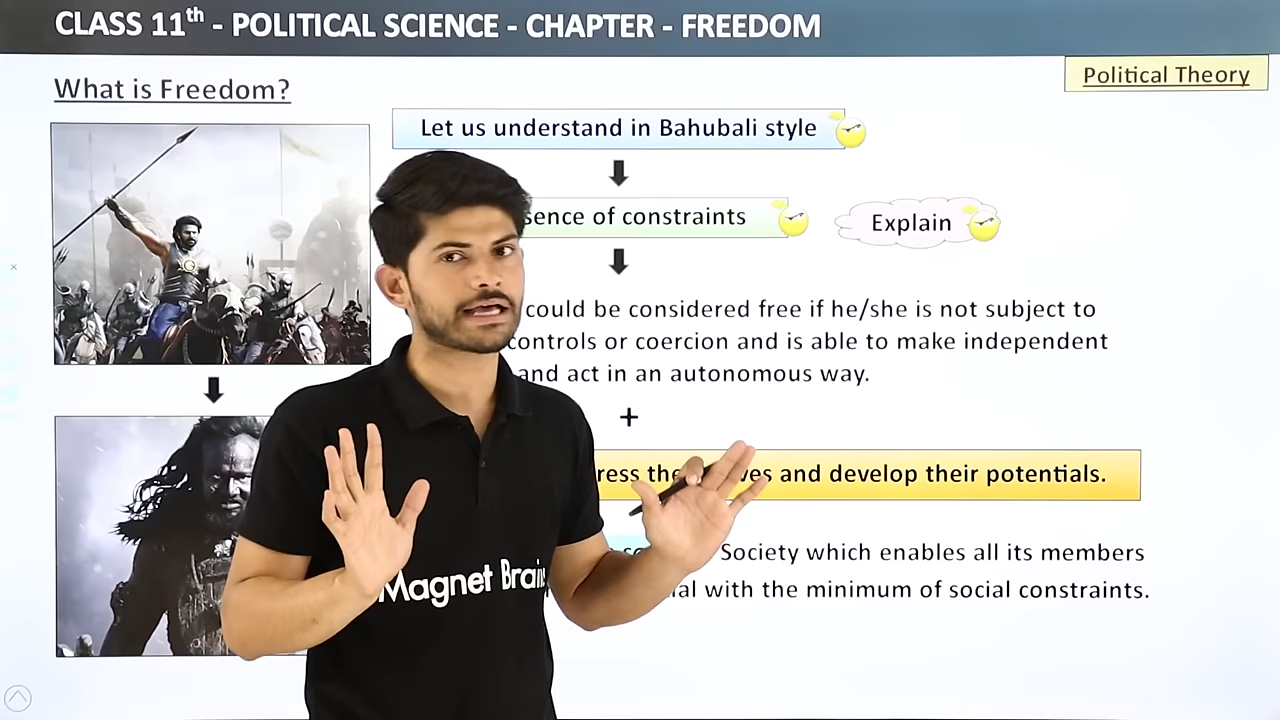 CLASS 11th - POLITICAL SCIENCE - CHAPTER - FREEDOM
Political Theory
What is Freedom?
Let us understand in Bahubali style
sence of constraints
Explain
could be considered free if he/she is not subject to
controls or coercion and is able to make independent
and act in an autonomous way.
+
ress the ves and develop their potentials.
Society which enables all its members
al with the minimum of social constraints.
Magnet Brains